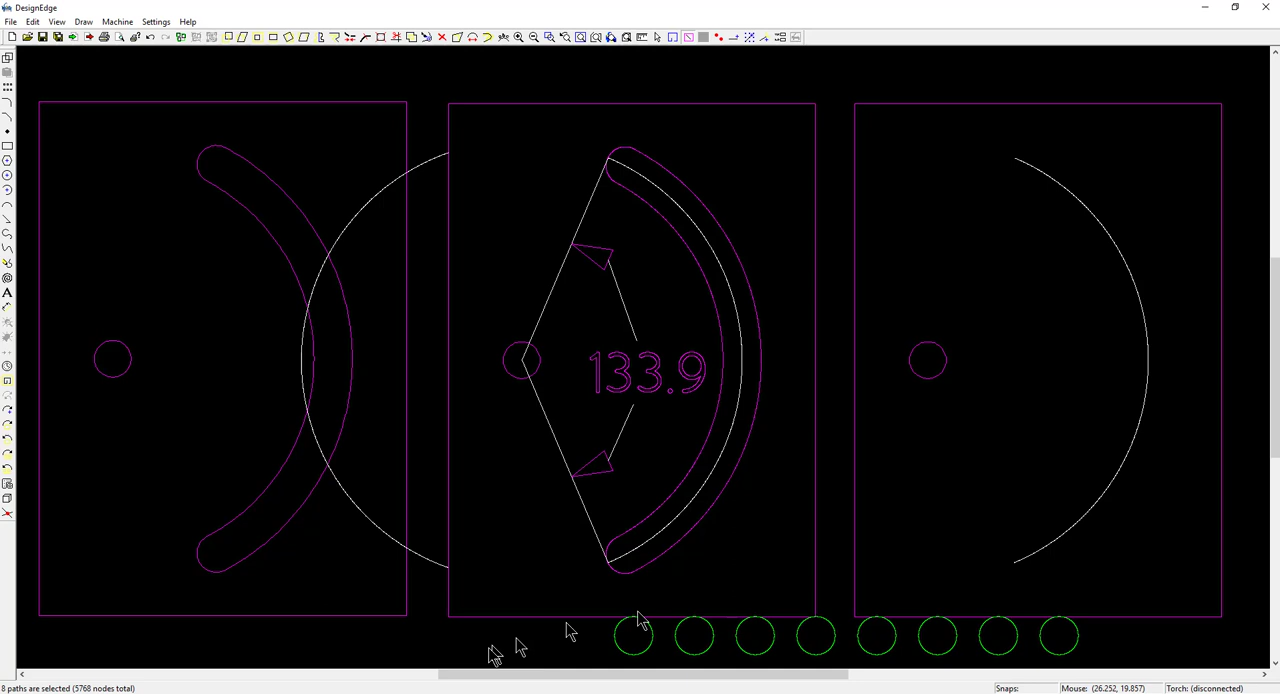 DesignEdge
File Edit View Draw Machine Settings Help
133.9
8 paths are selected (5768 nodes total)
Snaps:
Mouse: (26.252, 19.857)
Torch: (disconnected)